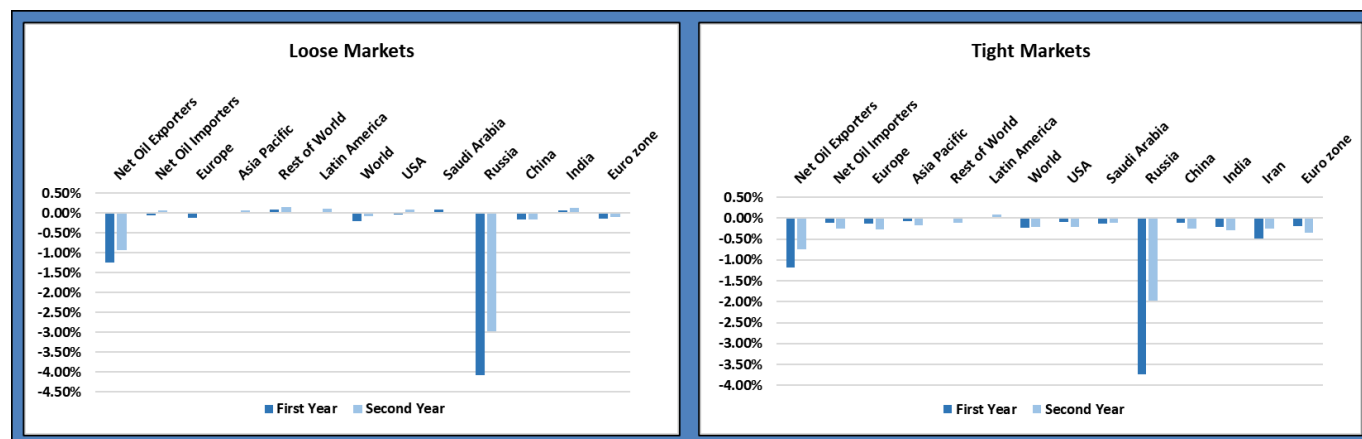 Loose Markets
Net Oil Exporters
Net Oil Importers
Europe
Asia Pacific
Rest of World
Latin America
World
USA
Saudi Arabia
Russia
China
India
Euro zone
0.50%
0.00%
-0.50%
-1.00%
-1.50%
-2.00%
-2.50%
-3.00%
-3.50%
-4.00%
-4.50%
First Year Second Year
Tight Markets
Net Oil Exporters
Net Oil Importers
Europe
Asia Pacific
Rest of World
Latin America
World
USA
Saudi Arabia
Russia
China
India
Iran
Euro zone
0.50%
0.00%
-0.50%
-1.00%
-1.50%
-2.00%
-2.50%
-3.00%
-3.50%
-4.00%
First Year Second Year